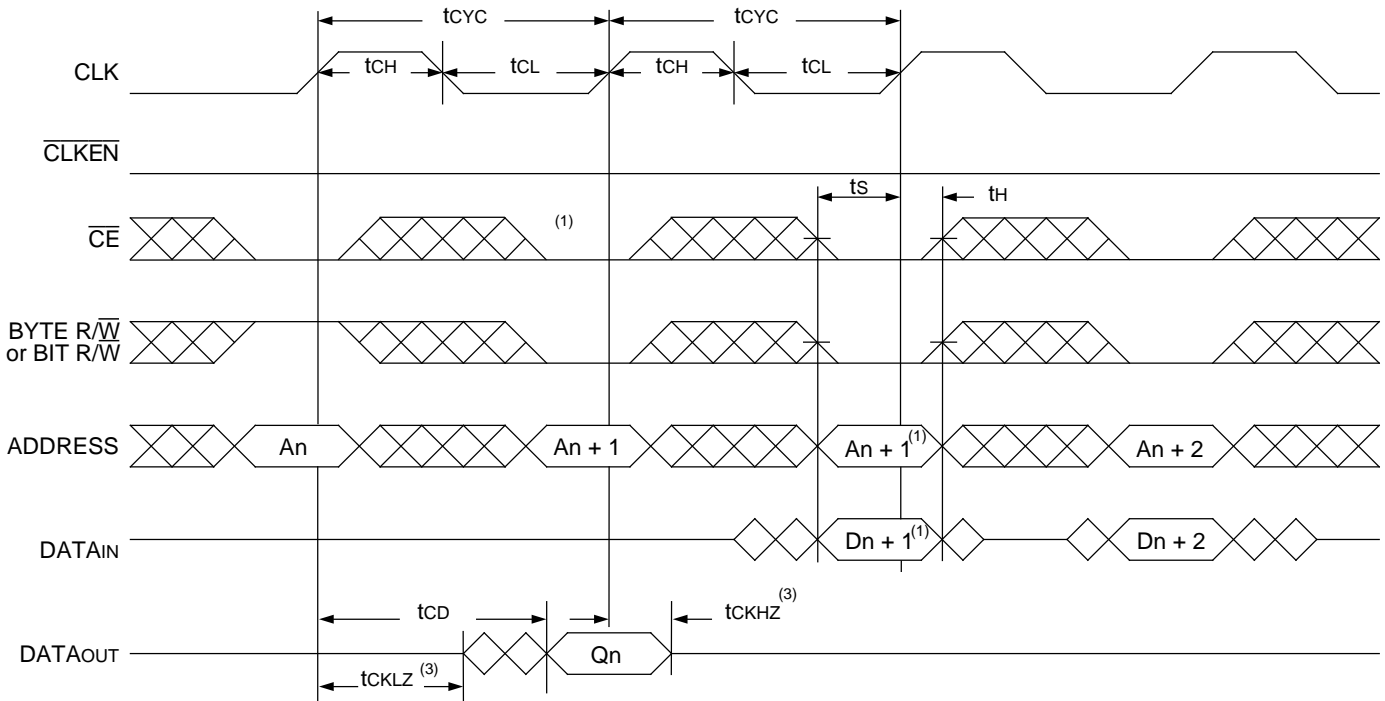 tCYC tCYC
CLK tCH tCL tCH tCL
CLKEN
tS tH
CE (1)
BYTE R/W
or BIT R/W
ADDRESS An An + 1 An + 1(1) An + 2
DATAIN Dn + 1(1) Dn + 2
tCD tCKHZ(3)
DATAOUT Qn
tCKLZ (3)